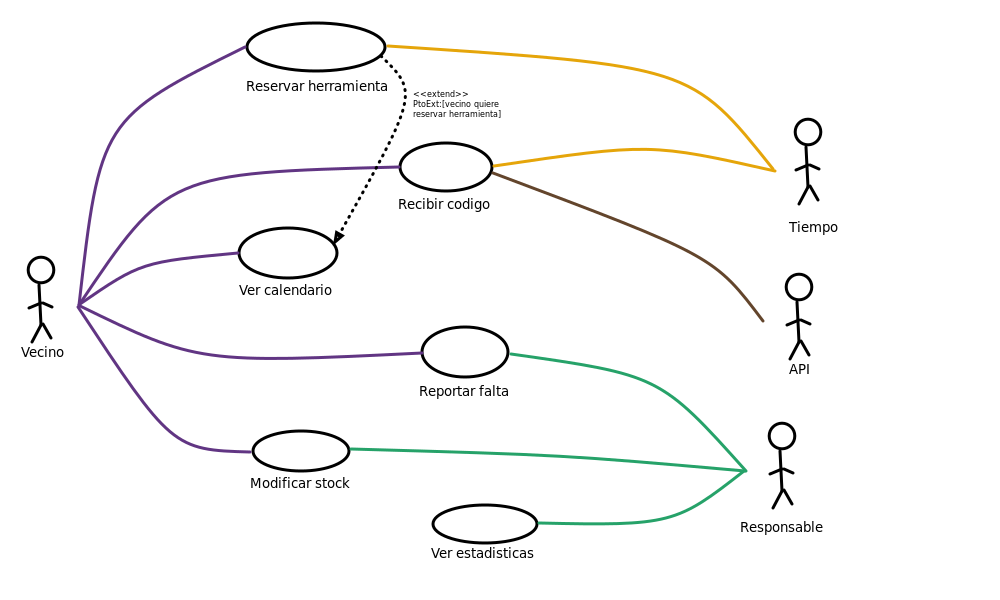 Reservar herramienta
<<extend>>
PtoExt:[vecino quiere
reservar herramienta]
Recibir codigo
Tiempo
Ver calendario
Vecino
API
Reportar falta
Modificar stock
Responsable
Ver estadisticas